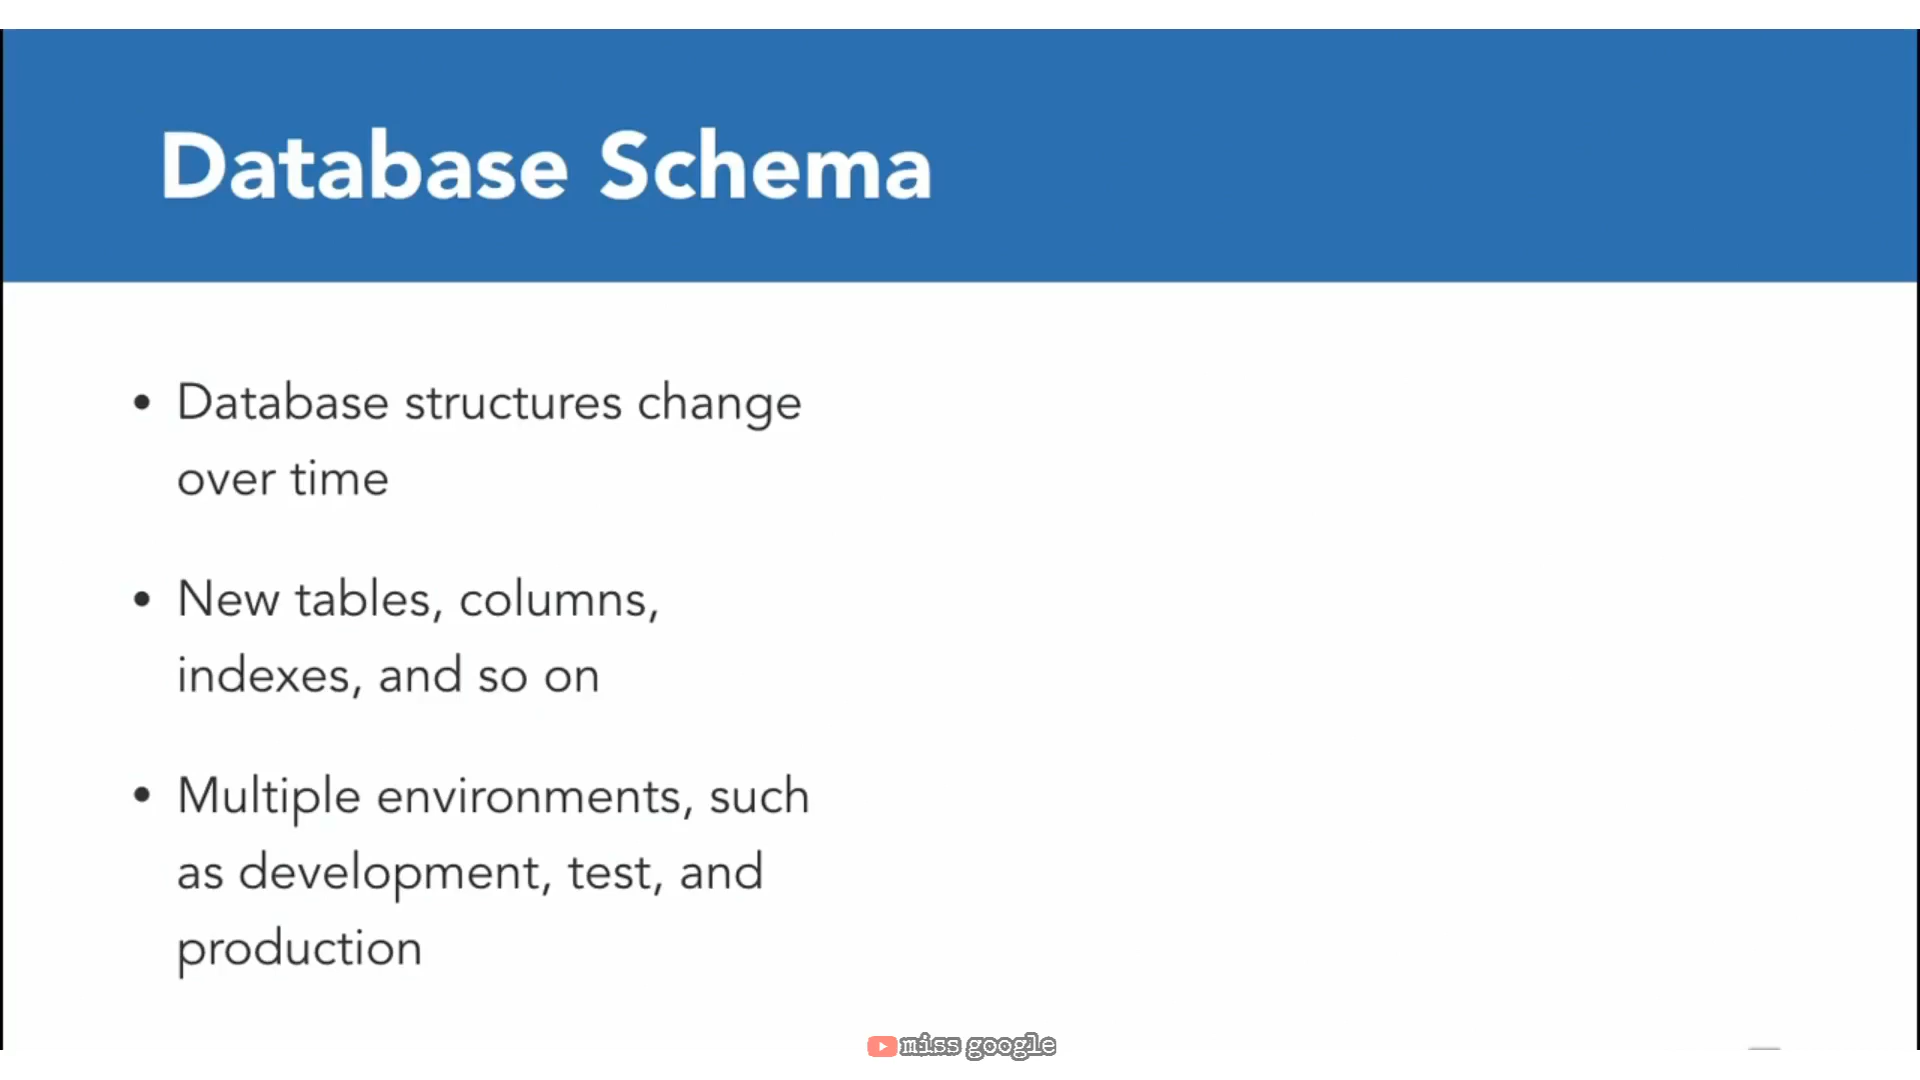 Database Schema
• Database structures change
over time
• New tables, columns,
indexes, and so on
• Multiple environments, such
as development, test, and
production
miss google